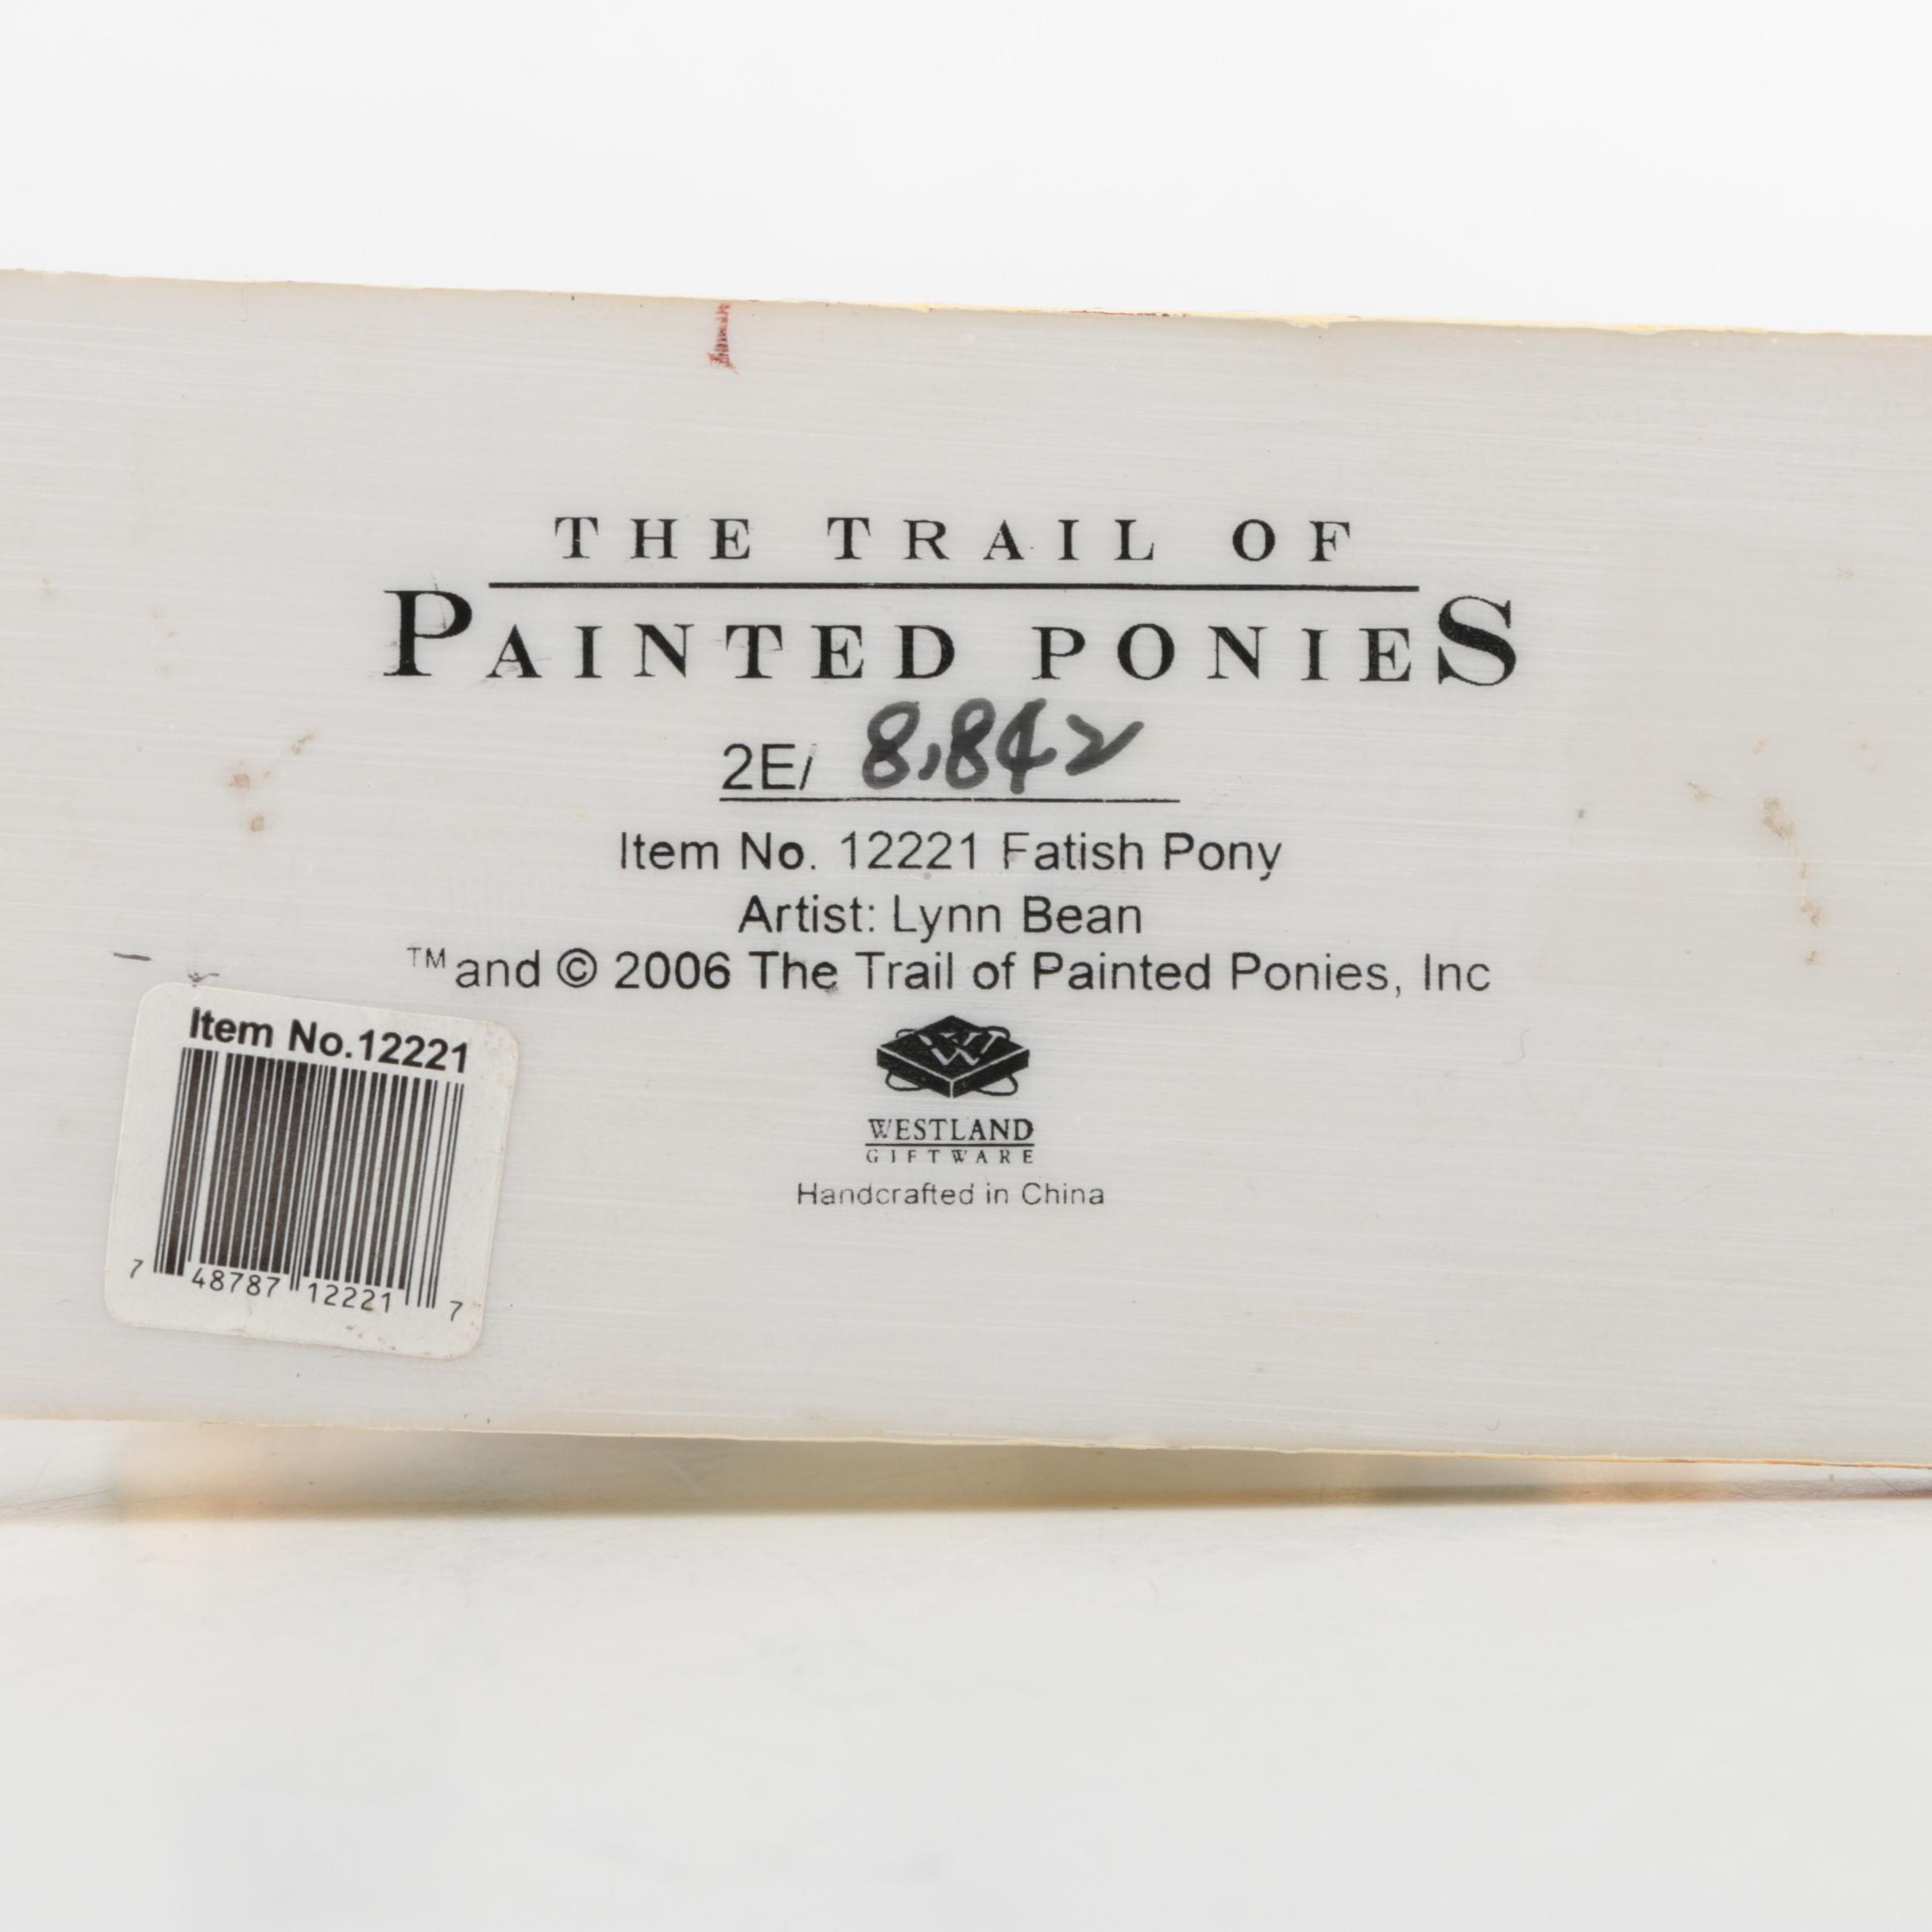 THE TRAIL OF
PAINTED PONIES
2E/ 8,842
Item No. 12221 Fatish Pony
Artist: Lynn Bean
™ and © 2006 The Trail of Painted Ponies, Inc
W
WESTLAND
GIFTWARE
Handcrafted in China
Item No.12221
7 48787 12221 7